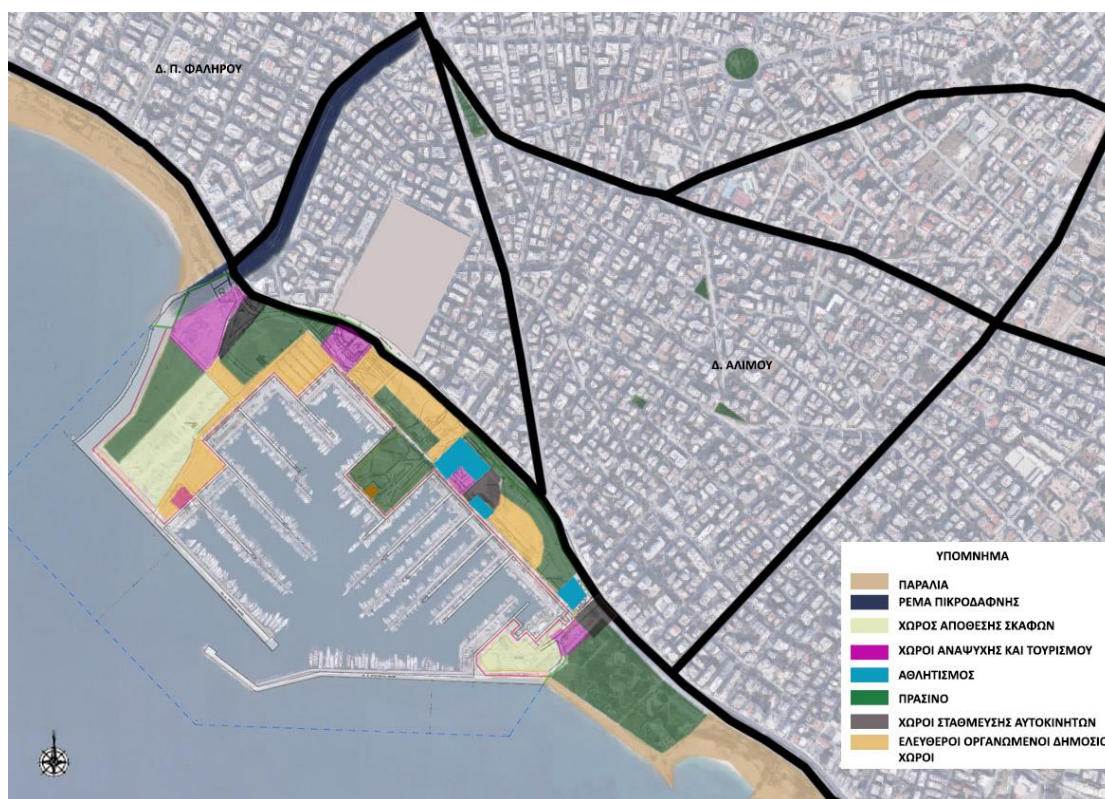 Δ. Π. ΦΑΛΗΡΟΥ
Δ. ΑΛΙΜΟΥ
ΥΠΟΜΝΗΜΑ
ΠΑΡΑΛΙΑ
ΡΕΜΑ ΠΙΚΡΟΔΑΦΝΗΣ
ΧΩΡΟΣ ΑΠΟΘΕΣΗΣ ΣΚΑΦΩΝ
ΧΩΡΟΙ ΑΝΑΨΥΧΗΣ ΚΑΙ ΤΟΥΡΙΣΜΟΥ
ΑΘΛΗΤΙΣΜΟΣ
ΠΡΑΣΙΝΟ
ΧΩΡΟΙ ΣΤΑΘΜΕΥΣΗΣ ΑΥΤΟΚΙΝΗΤΩΝ
ΕΛΕΥΘΕΡΟΙ ΟΡΓΑΝΩΜΕΝΟΙ ΔΗΜΟΣΙΟ
ΧΩΡΟΙ